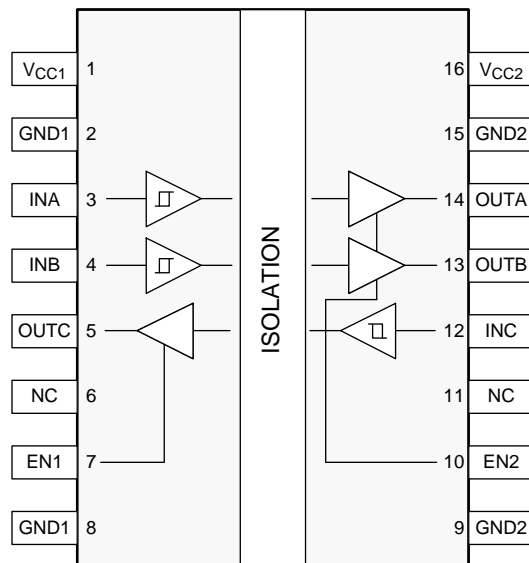 VCC1 1 16 VCC2
GND1 2 15 GND2
INA 3 14 OUTA
INB 4 13 OUTB
OUTC 5 12 INC
NC 6 11 NC
EN1 7 10 EN2
GND1 8 9 GND2
ISOLATION